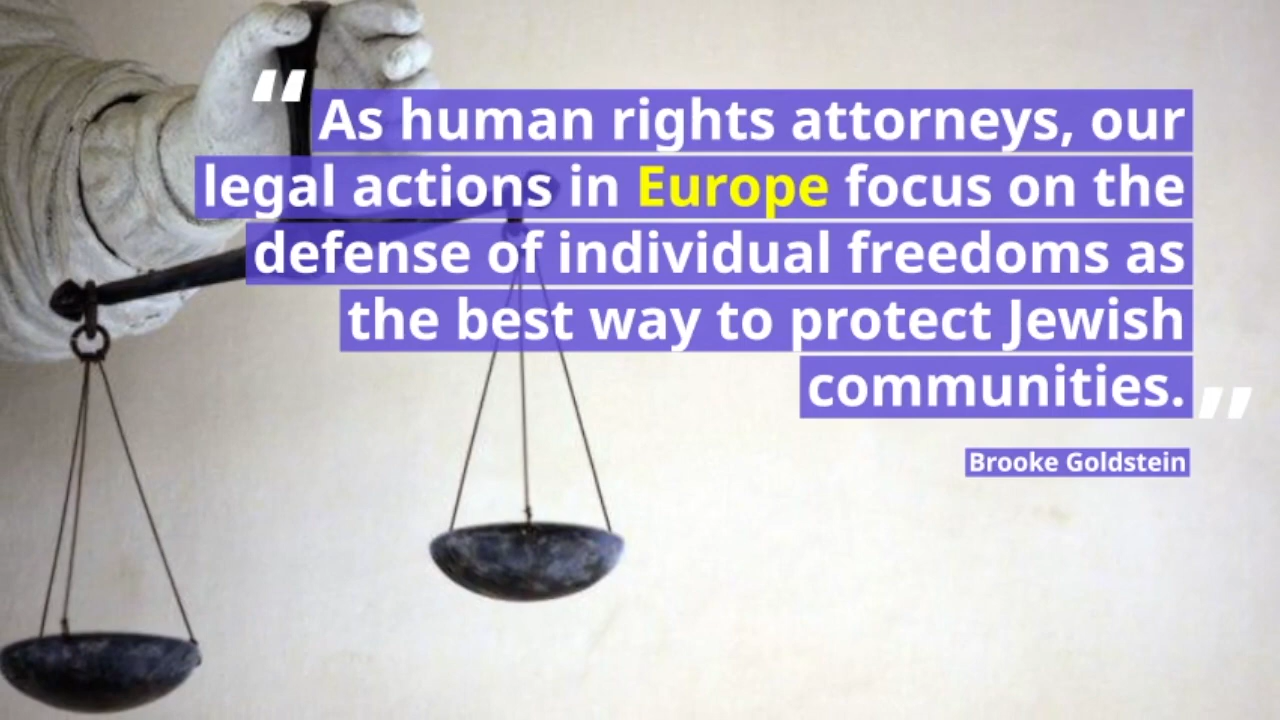 “ As human rights attorneys, our
legal actions in Europe focus on the
defense of individual freedoms as
the best way to protect Jewish
communities. ”
Brooke Goldstein